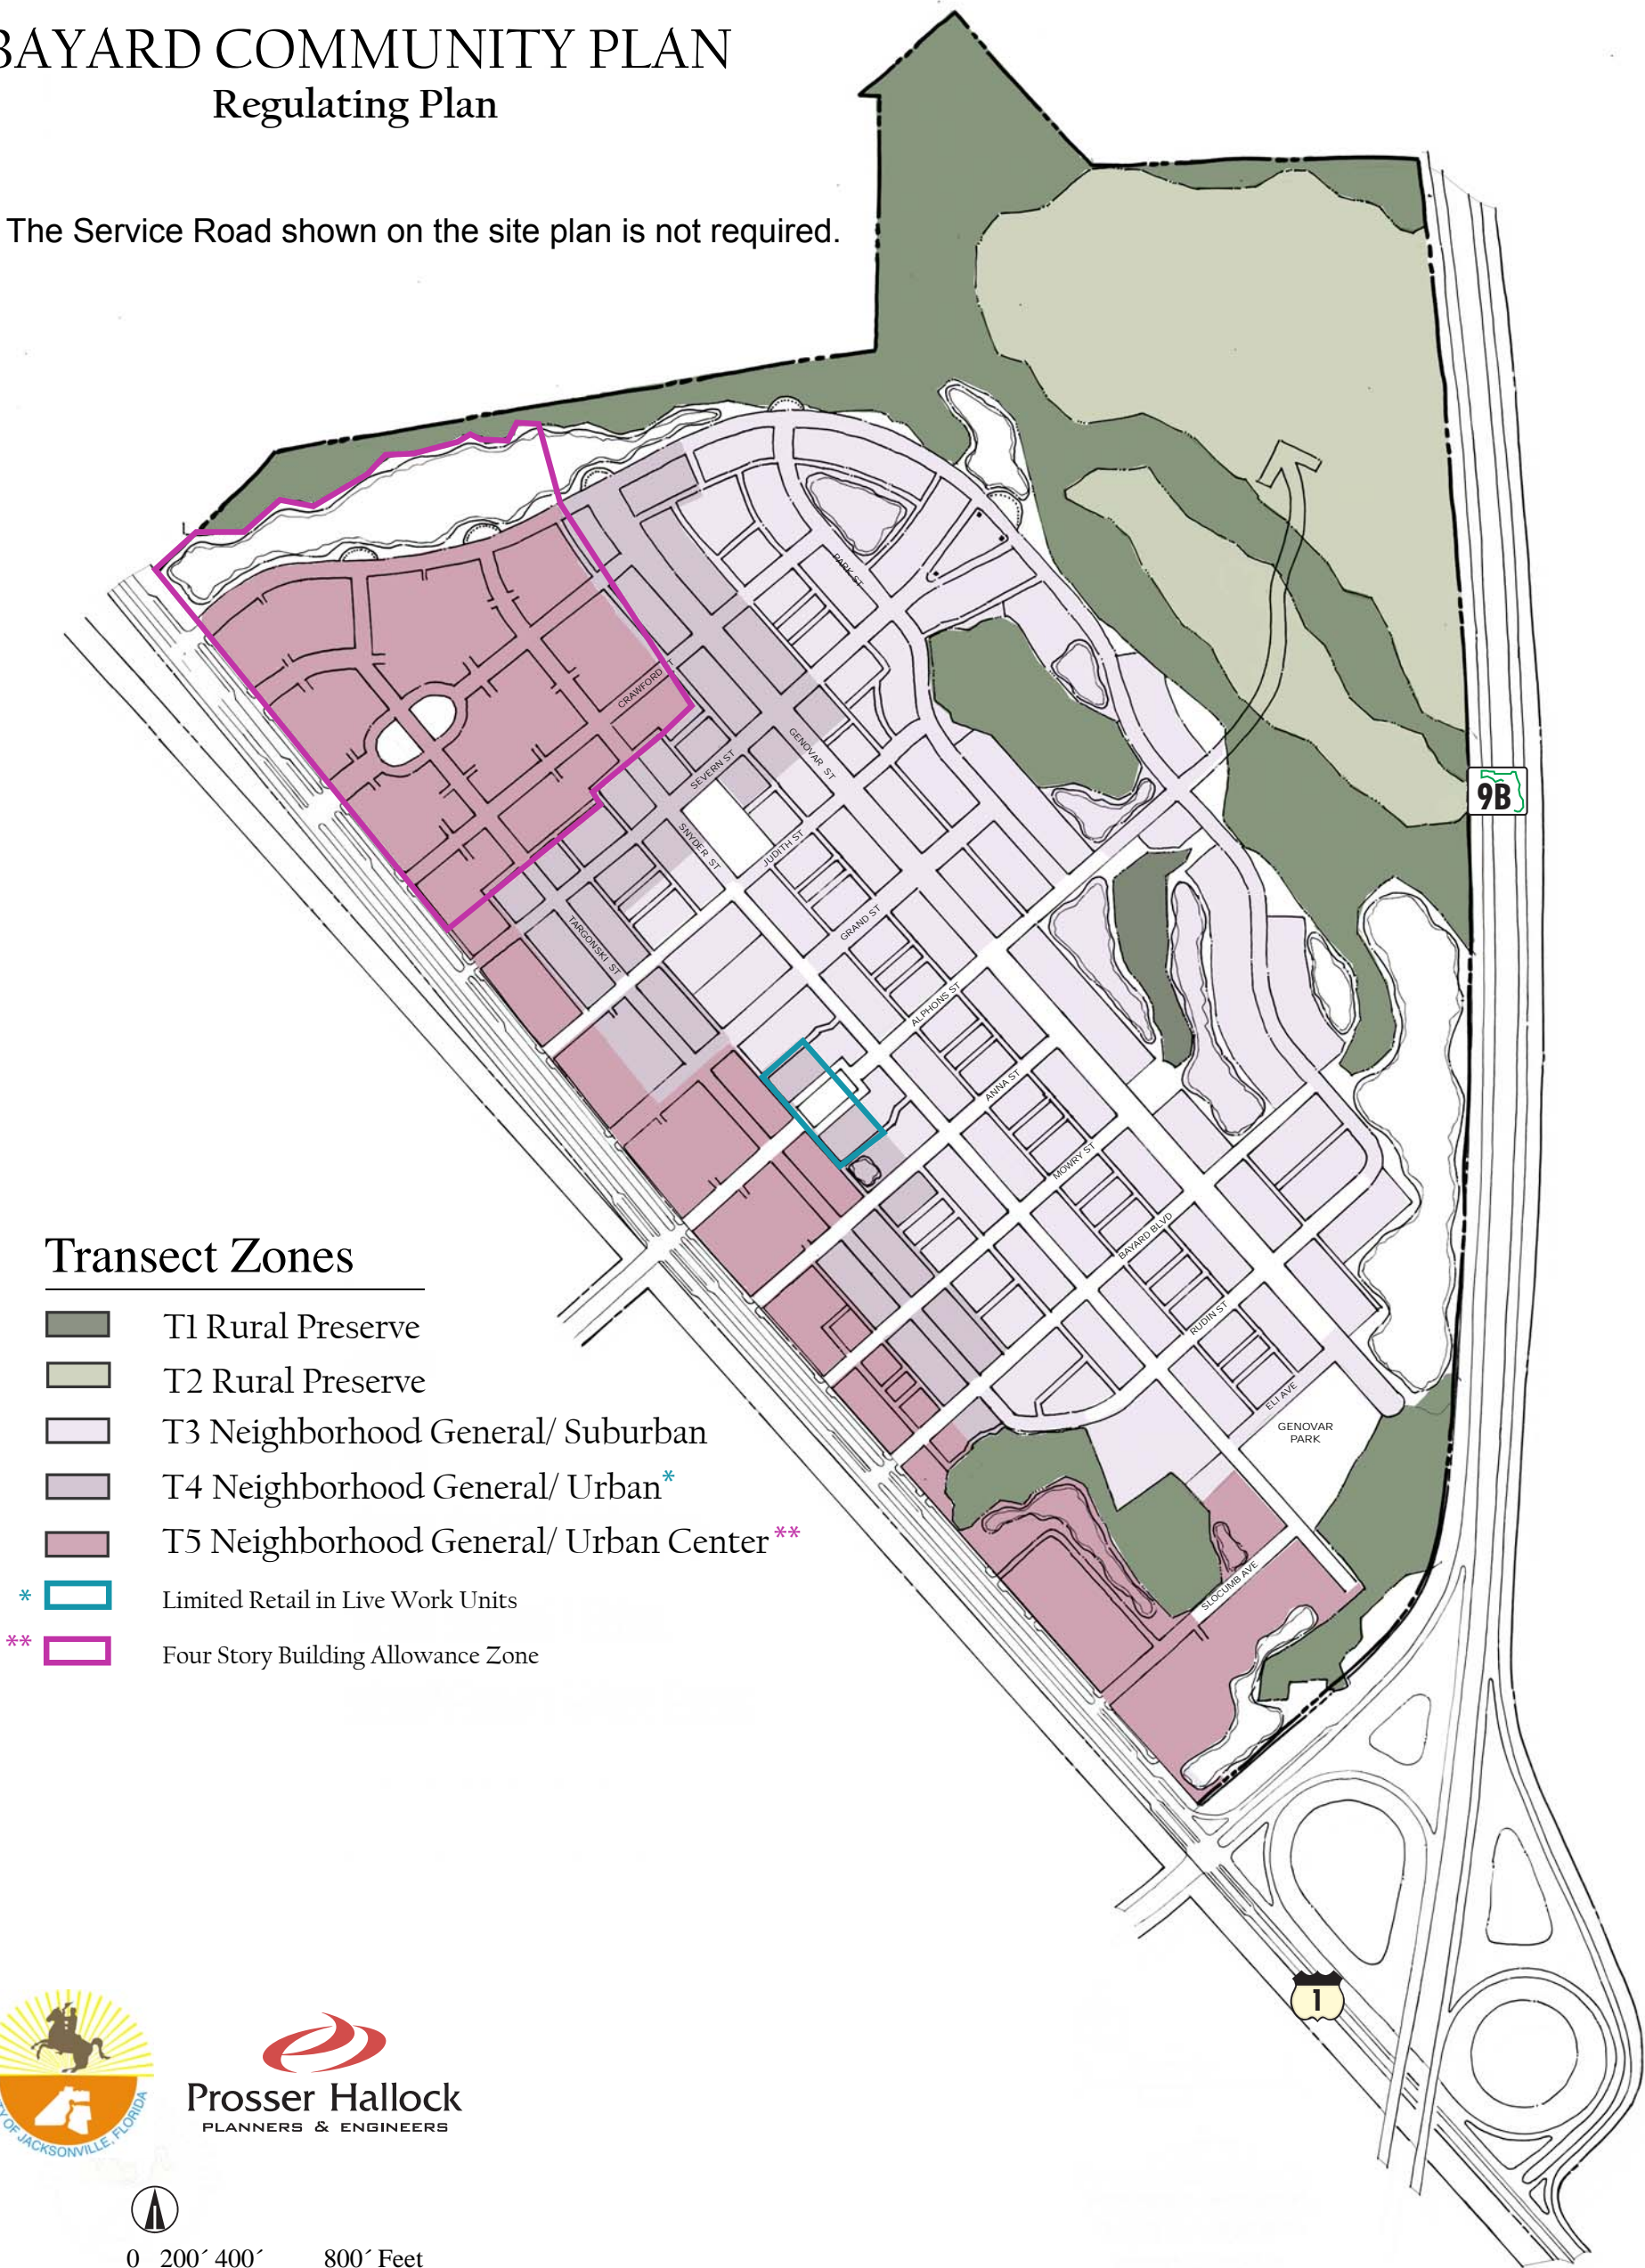 BAYARD COMMUNITY PLAN
Regulating Plan
The Service Road shown on the site plan is not required.
PARK ST
CRAWFORD
SEVERN ST
GENOVAR ST
SNYDER ST
JUDITH ST
TARGONSKI ST
GRAND ST
ALPHONS ST
ANNA ST
MOWRY ST
BAYARD BLVD
RUDIN ST
ELI AVE
GENOVAR
PARK
SLOCUMB AVE
9B
1
Transect Zones
T1 Rural Preserve
T2 Rural Preserve
T3 Neighborhood General/ Suburban
T4 Neighborhood General/ Urban*
T5 Neighborhood General/ Urban Center **
* Limited Retail in Live Work Units
** Four Story Building Allowance Zone
OF JACKSONVILLE, FLORIDA
Prosser Hallock
PLANNERS & ENGINEERS
0 200´ 400´ 800´ Feet